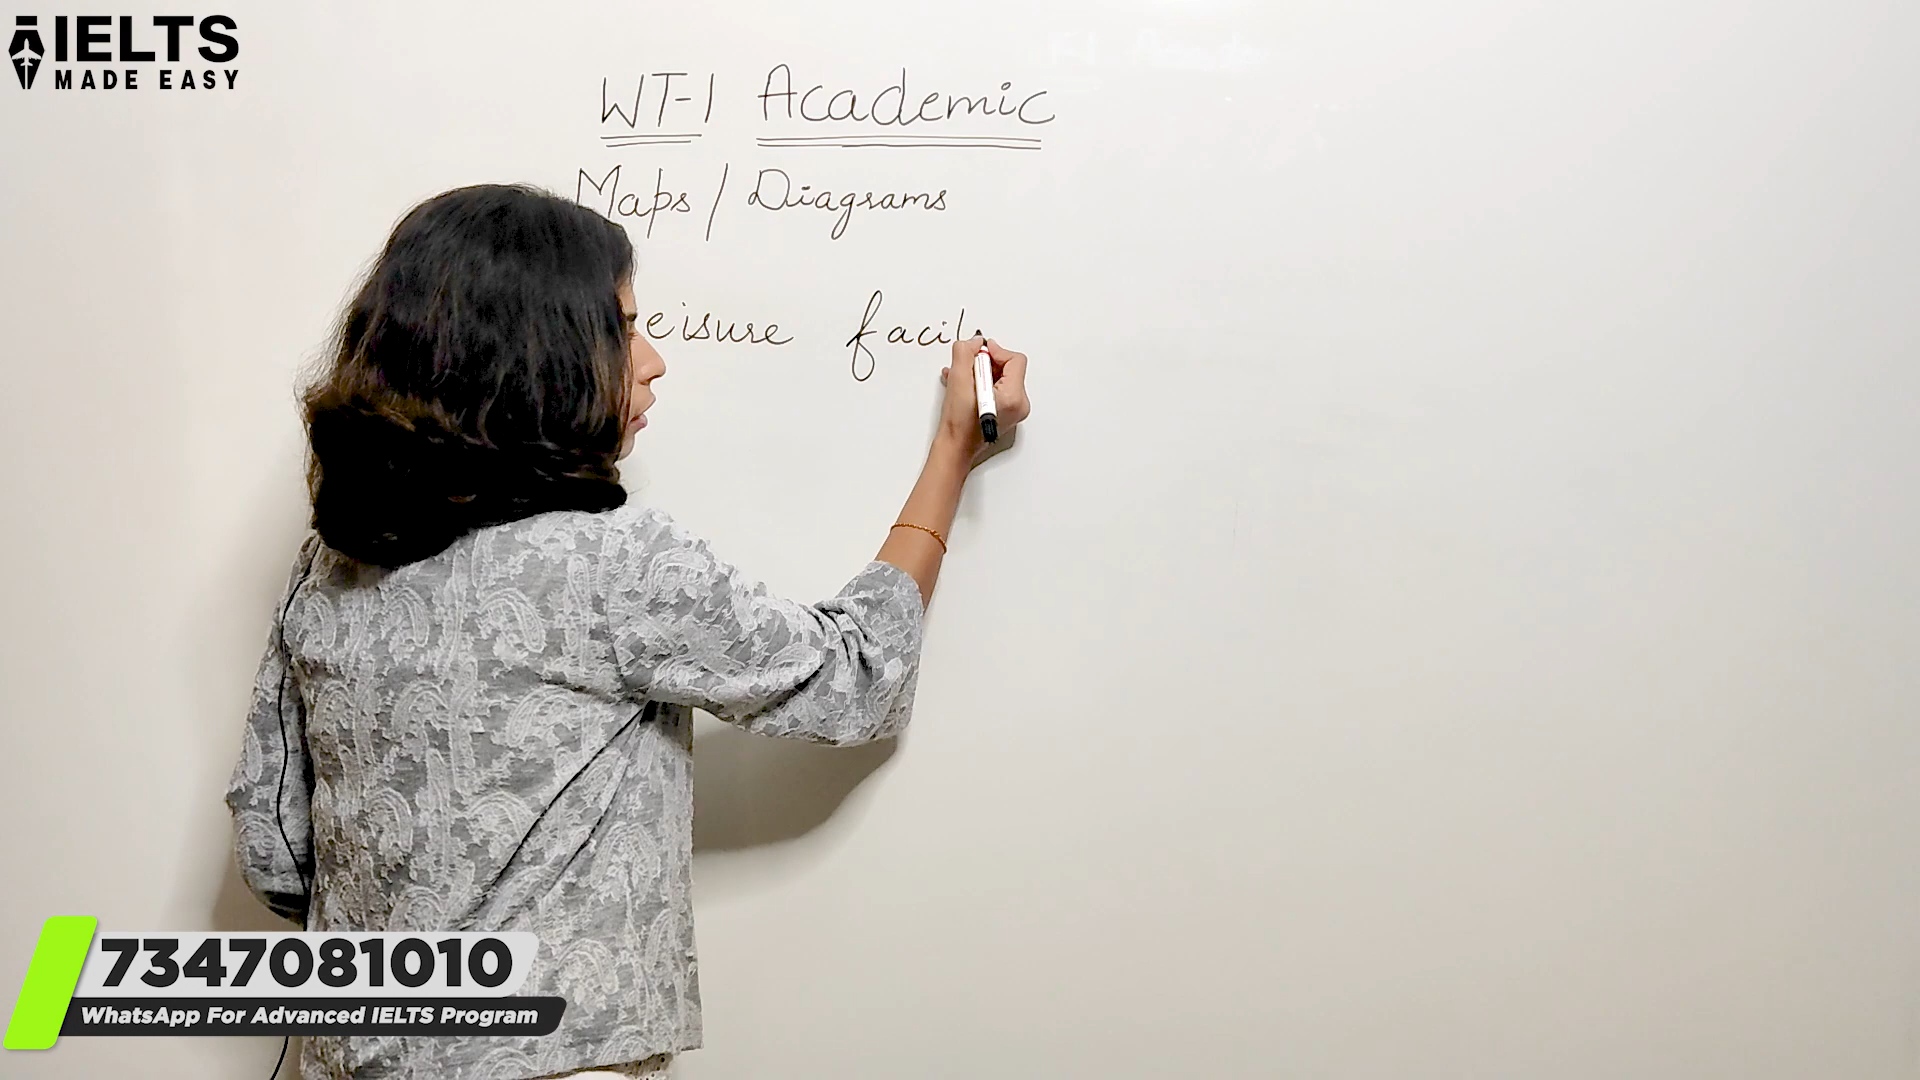 IELTS
MADE EASY
WT-1 Academic
Maps / Diagrams
eisure facil
7347081010
WhatsApp For Advanced IELTS Program